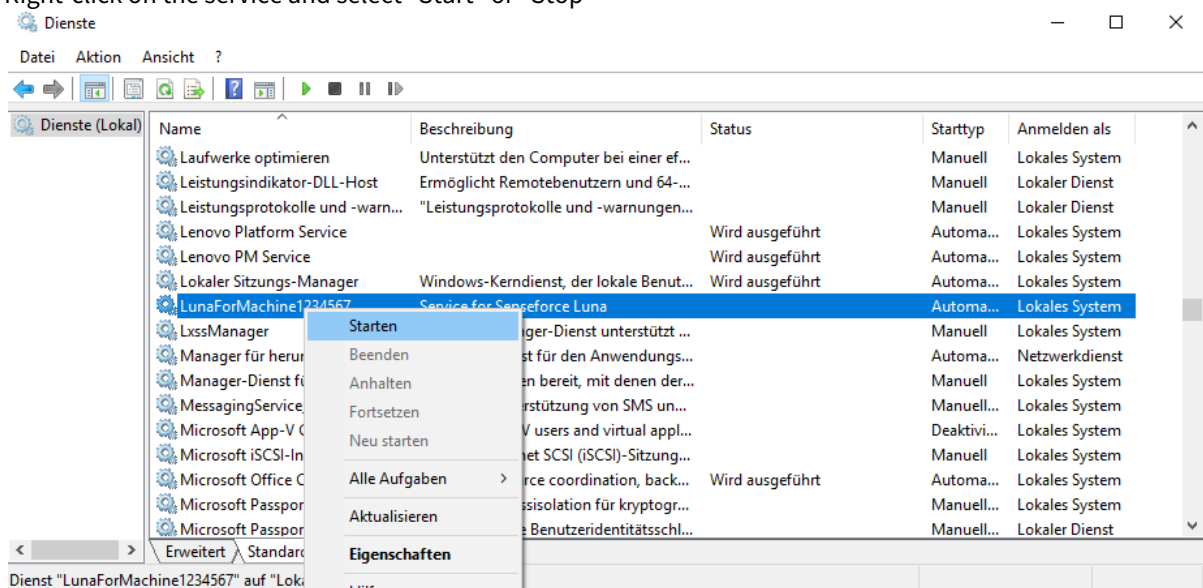 Right-click on the service and select "Start" or "Stop"
Dienste
Datei Aktion Ansicht ?
Dienste (Lokal)
Name Beschreibung Status Starttyp Anmelden als
Laufwerke optimieren Unterstützt den Computer bei einer ef... Manuell Lokales System
Leistungsindikator-DLL-Host Ermöglicht Remotebenutzern und 64-... Manuell Lokaler Dienst
Leistungsprotokolle und -warn... "Leistungsprotokolle und -warnungen... Manuell Lokaler Dienst
Lenovo Platform Service Wird ausgeführt Automa... Lokales System
Lenovo PM Service Wird ausgeführt Automa... Lokales System
Lokaler Sitzungs-Manager Windows-Kerndienst, der lokale Benut... Wird ausgeführt Automa... Lokales System
LunaForMachine1234567 Service for Senseforce Luna Automa... Lokales System
LxssManager Starten ger-Dienst unterstützt ... Manuell Lokales System
Manager für herur Beenden st für den Anwendungs... Automa... Netzwerkdienst
Manager-Dienst fü Anhalten en bereit, mit denen der... Manuell Lokales System
MessagingService_ Fortsetzen rstützung von SMS un... Manuell... Lokales System
Microsoft App-V C Neu starten V users and virtual appl... Deaktivi... Lokales System
Microsoft iSCSI-In net SCSI (iSCSI)-Sitzung... Manuell Lokales System
Microsoft Office C Alle Aufgaben rce coordination, back... Wird ausgeführt Automa... Lokales System
Microsoft Passpor Aktualisieren ssisolation für kryptogr... Manuell... Lokales System
Microsoft Passpor e Benutzeridentitätsschl... Manuell... Lokaler Dienst
Erweitert Standard Eigenschaften
Dienst "LunaForMachine1234567" auf "Loka